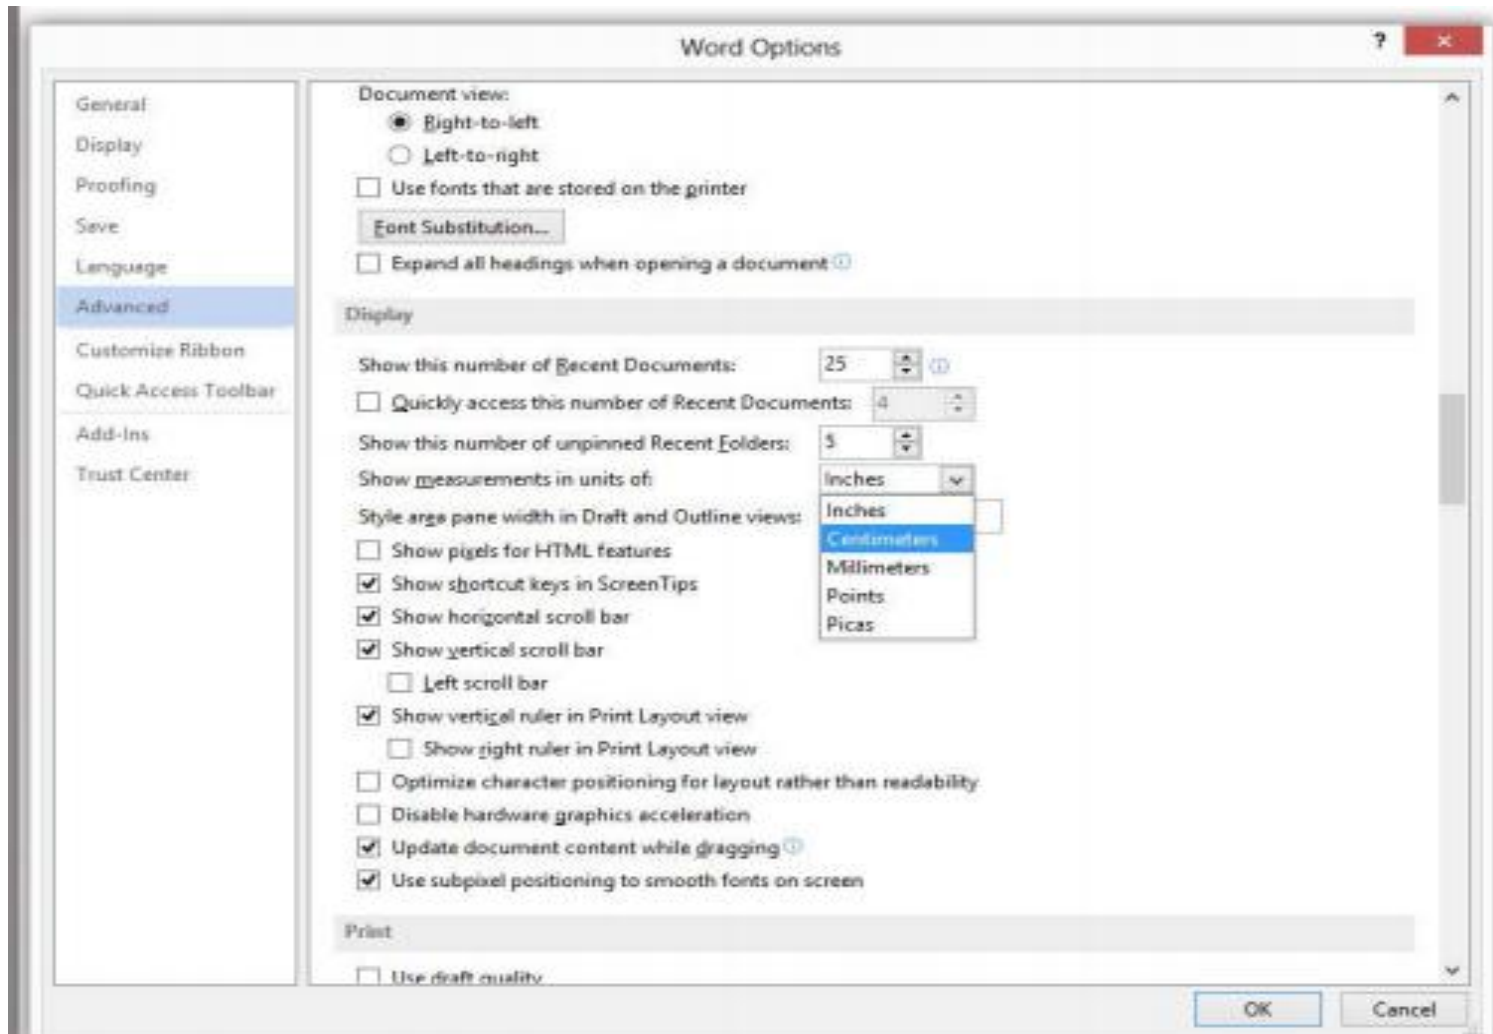 Word Options
?
General
Display
Proofing
Save
Language
Advanced
Customize Ribbon
Quick Access Toolbar
Add-Ins
Trust Center
Document view:
Right-to-left
Left-to-right
Use fonts that are stored on the printer
Font Substitution...
Expand all headings when opening a document
Display
Show this number of Recent Documents: 25
Quickly access this number of Recent Documents: 4
Show this number of unpinned Recent Folders: 5
Show measurements in units of: Inches
Style area pane width in Draft and Outline views:
Inches
Centimeters
Millimeters
Points
Picas
Show pixels for HTML features
Show shortcut keys in ScreenTips
Show horizontal scroll bar
Show vertical scroll bar
Left scroll bar
Show vertical ruler in Print Layout view
Show right ruler in Print Layout view
Optimize character positioning for layout rather than readability
Disable hardware graphics acceleration
Update document content while dragging
Use subpixel positioning to smooth fonts on screen
Print
Use draft quality
OK
Cancel